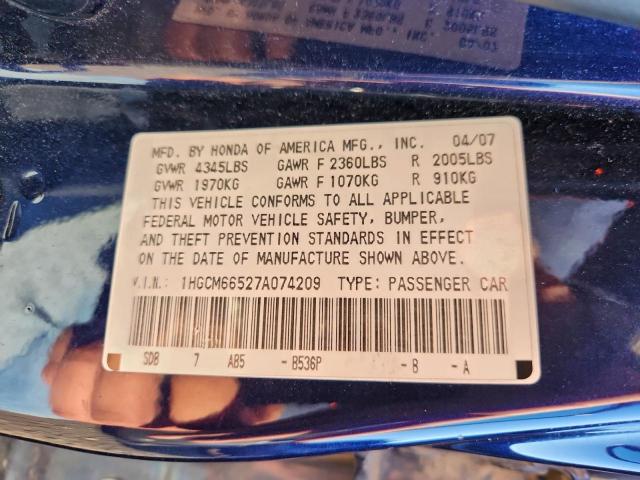 MFD. BY HONDA OF AMERICA MFG., INC. 04/07
GVWR 4345LBS GAWR F 2360LBS R 2005LBS
GVWR 1970KG GAWR F 1070KG R 910KG
THIS VEHICLE CONFORMS TO ALL APPLICABLE
FEDERAL MOTOR VEHICLE SAFETY, BUMPER,
AND THEFT PREVENTION STANDARDS IN EFFECT
ON THE DATE OF MANUFACTURE SHOWN ABOVE.
V.I.N.: 1HGCM66527A074209 TYPE: PASSENGER CAR
SDB 7 AB5 -B536P -B -A